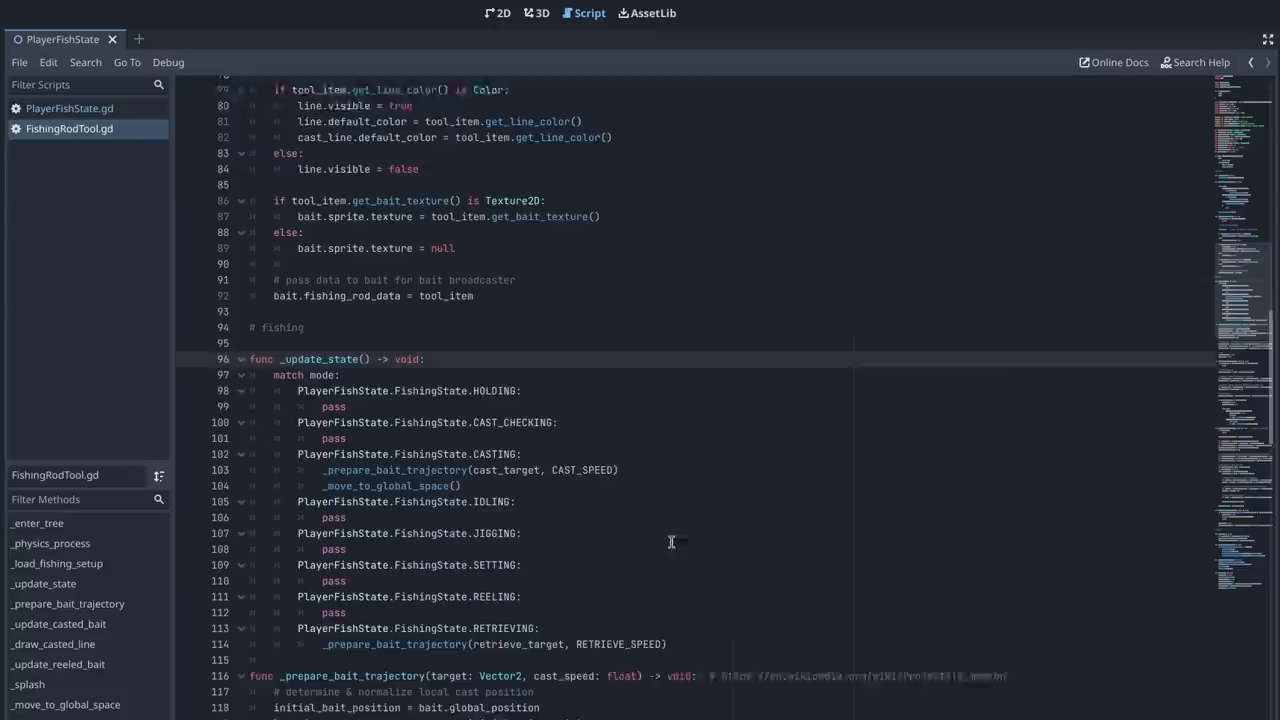 2D 3D Script AssetLib
PlayerFishState
File Edit Search Go To Debug Online Docs Search Help
Filter Scripts
PlayerFishState.gd
FishingRodTool.gd
FishingRodTool.gd
Filter Methods
_enter_tree
_physics_process
_load_fishing_setup
_update_state
_prepare_bait_trajectory
_update_casted_bait
_draw_casted_line
_update_reeled_bait
_splash
_move_to_global_space
79 if tool_item.get_line_color() is Color:
80 line.visible = true
81 line.default_color = tool_item.get_line_color()
82 cast_line.default_color = tool_item.get_line_color()
83 else:
84 line.visible = false
85
86 if tool_item.get_bait_texture() is Texture2D:
87 bait.sprite.texture = tool_item.get_bait_texture()
88 else:
89 bait.sprite.texture = null
90
91 # pass data to bait for bait broadcaster
92 bait.fishing_rod_data = tool_item
93
94 # fishing
95
96 func _update_state() -> void:
97 match mode:
98 PlayerFishState.FishingState.HOLDING:
99 pass
100 PlayerFishState.FishingState.CAST_CHECKING:
101 pass
102 PlayerFishState.FishingState.CASTING:
103 _prepare_bait_trajectory(cast_target, CAST_SPEED)
104 _move_to_global_space()
105 PlayerFishState.FishingState.IDLING:
106 pass
107 PlayerFishState.FishingState.JIGGING:
108 pass
109 PlayerFishState.FishingState.SETTING:
110 pass
111 PlayerFishState.FishingState.REELING:
112 pass
113 PlayerFishState.FishingState.RETRIEVING:
114 _prepare_bait_trajectory(retrieve_target, RETRIEVE_SPEED)
115
116 func _prepare_bait_trajectory(target: Vector2, cast_speed: float) -> void:
117 # determine & normalize local cast position
118 initial_bait_position = bait.global_position